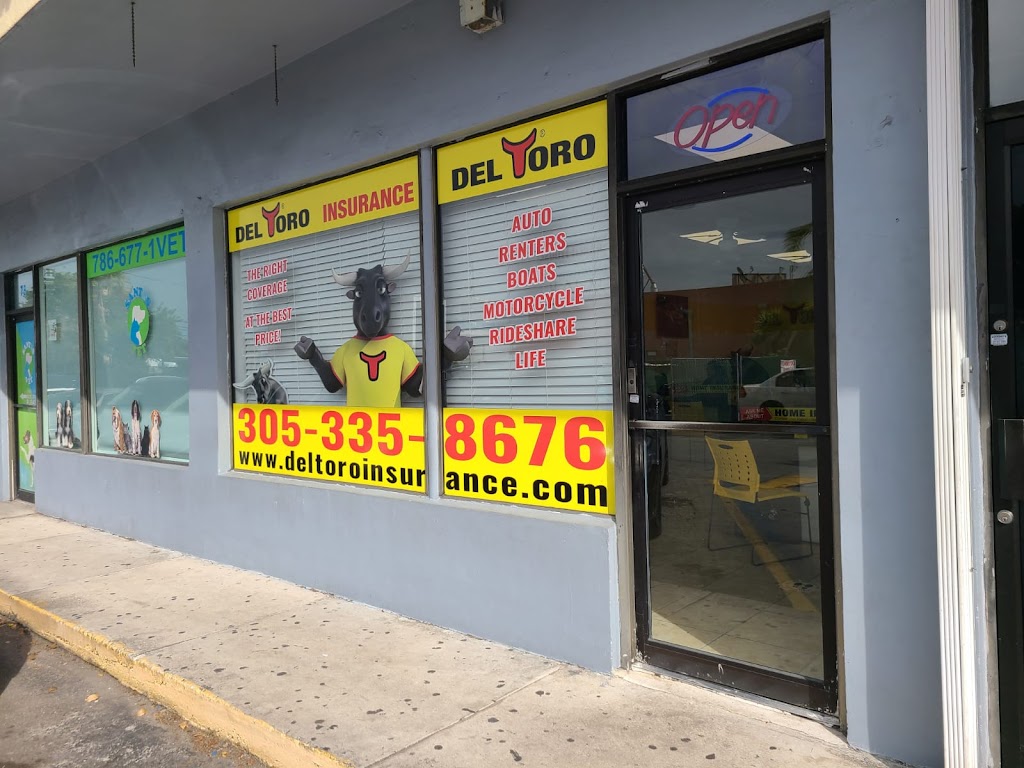 786-677-1VET
DEL TORO INSURANCE
THE RIGHT
COVERAGE
AT THE BEST
PRICE!
305-335-8676
www.deltoroinsurance.com
DEL TORO
AUTO
RENTERS
BOATS
MOTORCYCLE
RIDESHARE
LIFE
Open
HOME